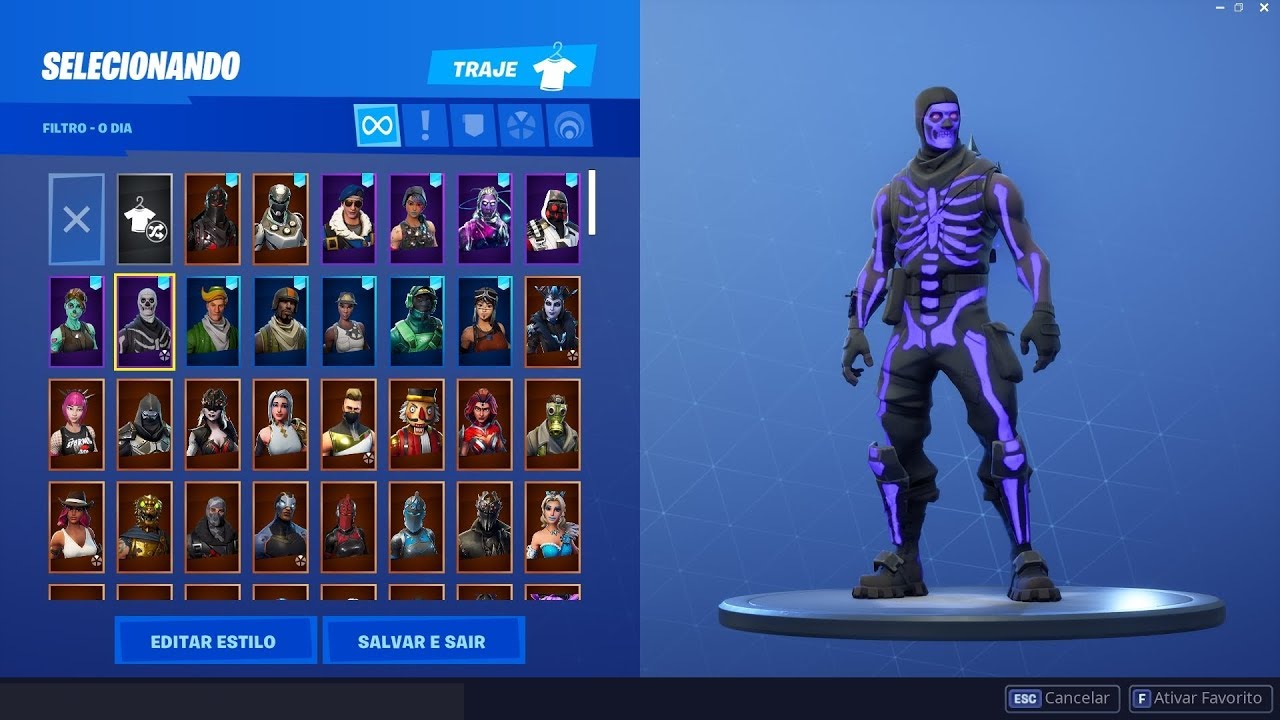 SELECIONANDO
TRAJE
FILTRO - O DIA
EDITAR ESTILO
SALVAR E SAIR
ESC Cancelar
F Ativar Favorito